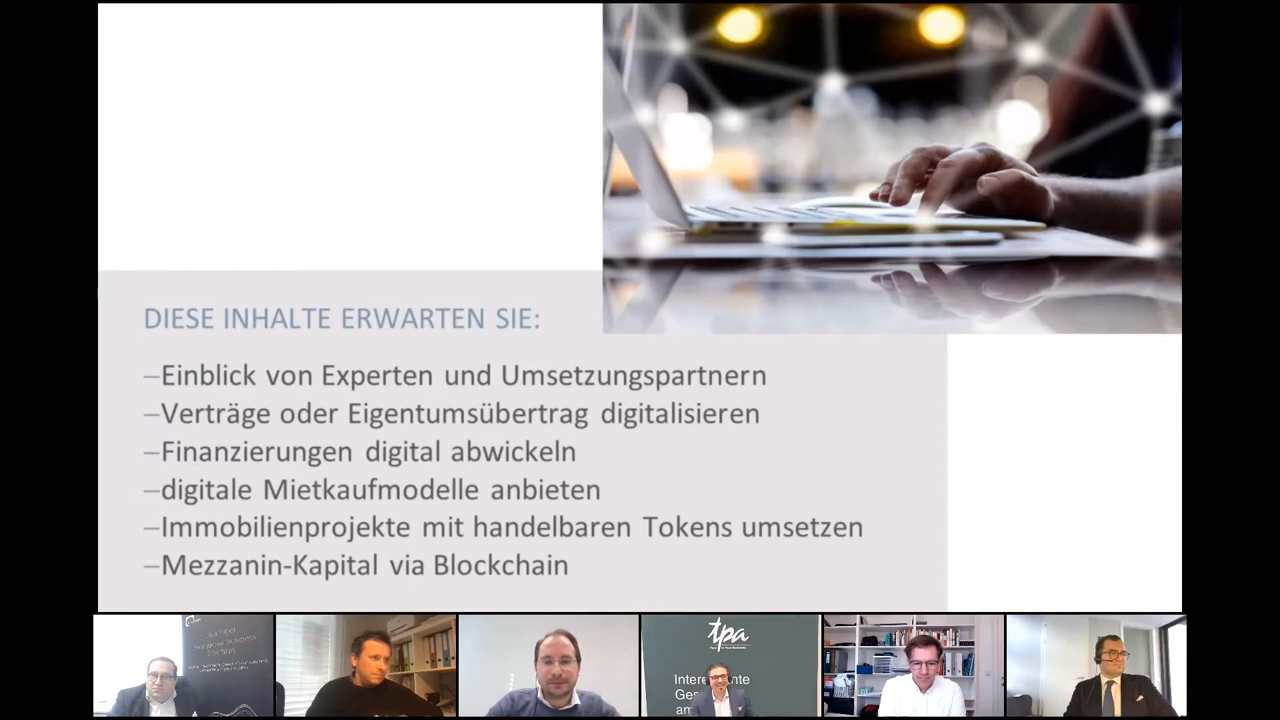 DIESE INHALTE ERWARTEN SIE:
–Einblick von Experten und Umsetzungspartnern
–Verträge oder Eigentumsübertrag digitalisieren
–Finanzierungen digital abwickeln
–digitale Mietkaufmodelle anbieten
–Immobilienprojekte mit handelbaren Tokens umsetzen
–Mezzanin-Kapital via Blockchain
tpa